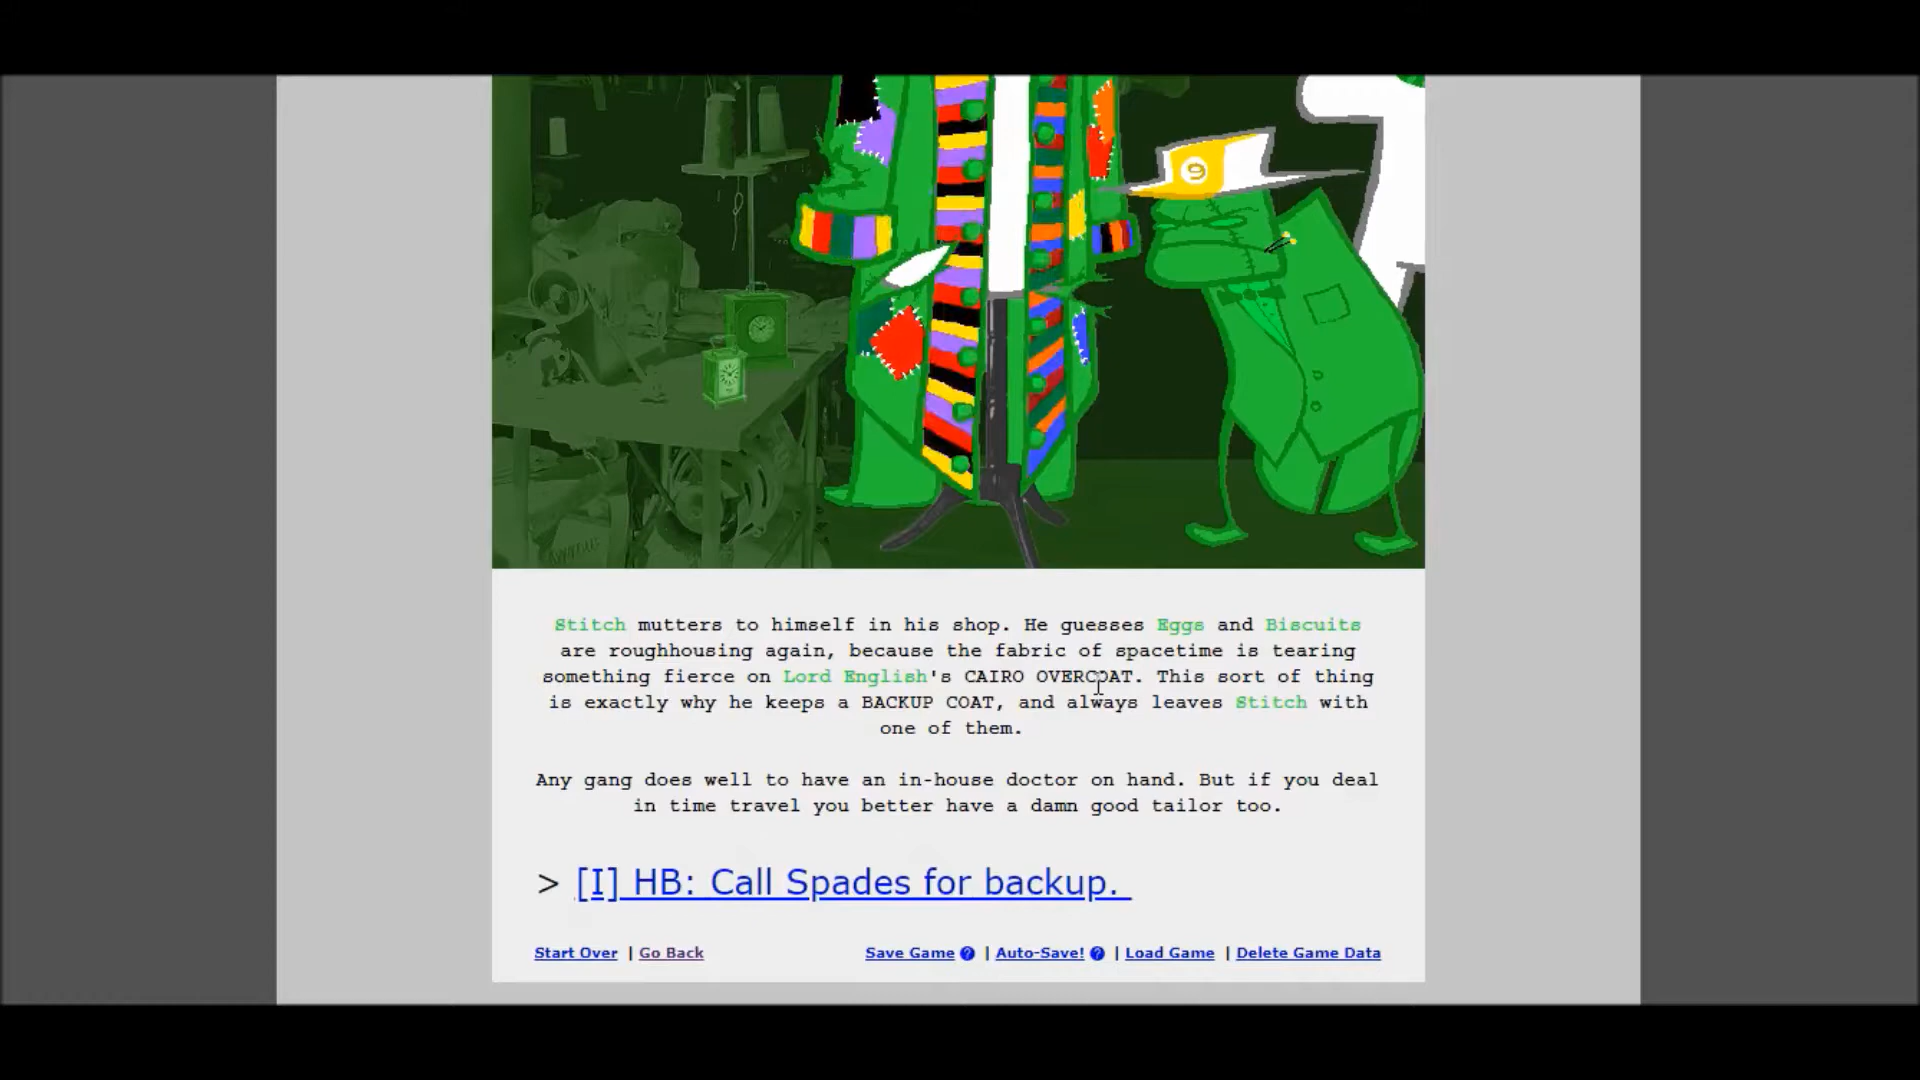 9
Stitch mutters to himself in his shop. He guesses Eggs and Biscuits
are roughhousing again, because the fabric of spacetime is tearing
something fierce on Lord English's CAIRO OVERCOAT. This sort of thing
is exactly why he keeps a BACKUP COAT, and always leaves Stitch with
one of them.
Any gang does well to have an in-house doctor on hand. But if you deal
in time travel you better have a damn good tailor too.
> [I] HB: Call Spades for backup.
Start Over | Go Back Save Game ? | Auto-Save! ? | Load Game | Delete Game Data